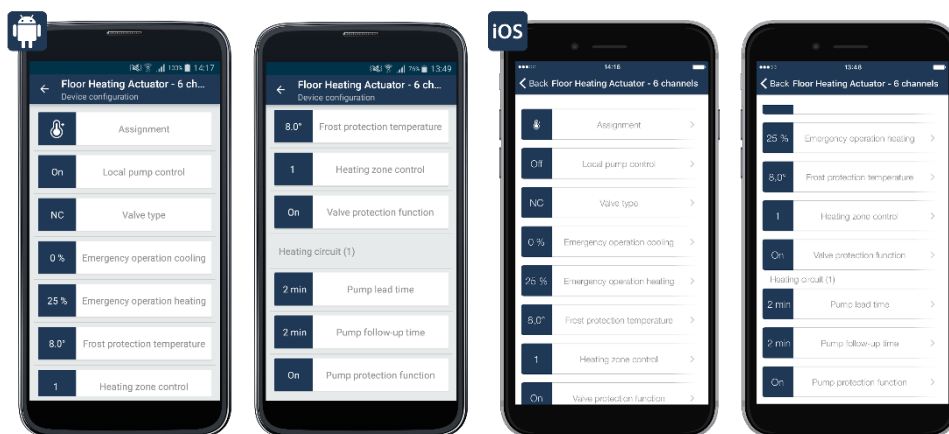 100% 14:17
Floor Heating Actuator - 6 ch...
Device configuration
Assignment
On Local pump control
NC Valve type
0 % Emergency operation cooling
25 % Emergency operation heating
8.0° Frost protection temperature
1 Heating zone control
76% 13:49
Floor Heating Actuator - 6 ch...
Device configuration
8.0° Frost protection temperature
1 Heating zone control
On Valve protection function
Heating circuit (1)
2 min Pump lead time
2 min Pump follow-up time
On Pump protection function
iOS
14:16
Back Floor Heating Actuator - 6 channels
Assignment
Off Local pump control
NC Valve type
0 % Emergency operation cooling
25 % Emergency operation heating
8.0° Frost protection temperature
1 Heating zone control
On Valve protection function
13:48
Back Floor Heating Actuator - 6 channels
25 % Emergency operation heating
8.0° Frost protection temperature
1 Heating zone control
On Valve protection function
Heating circuit (1)
2 min Pump lead time
2 min Pump follow-up time
On Pump protection function